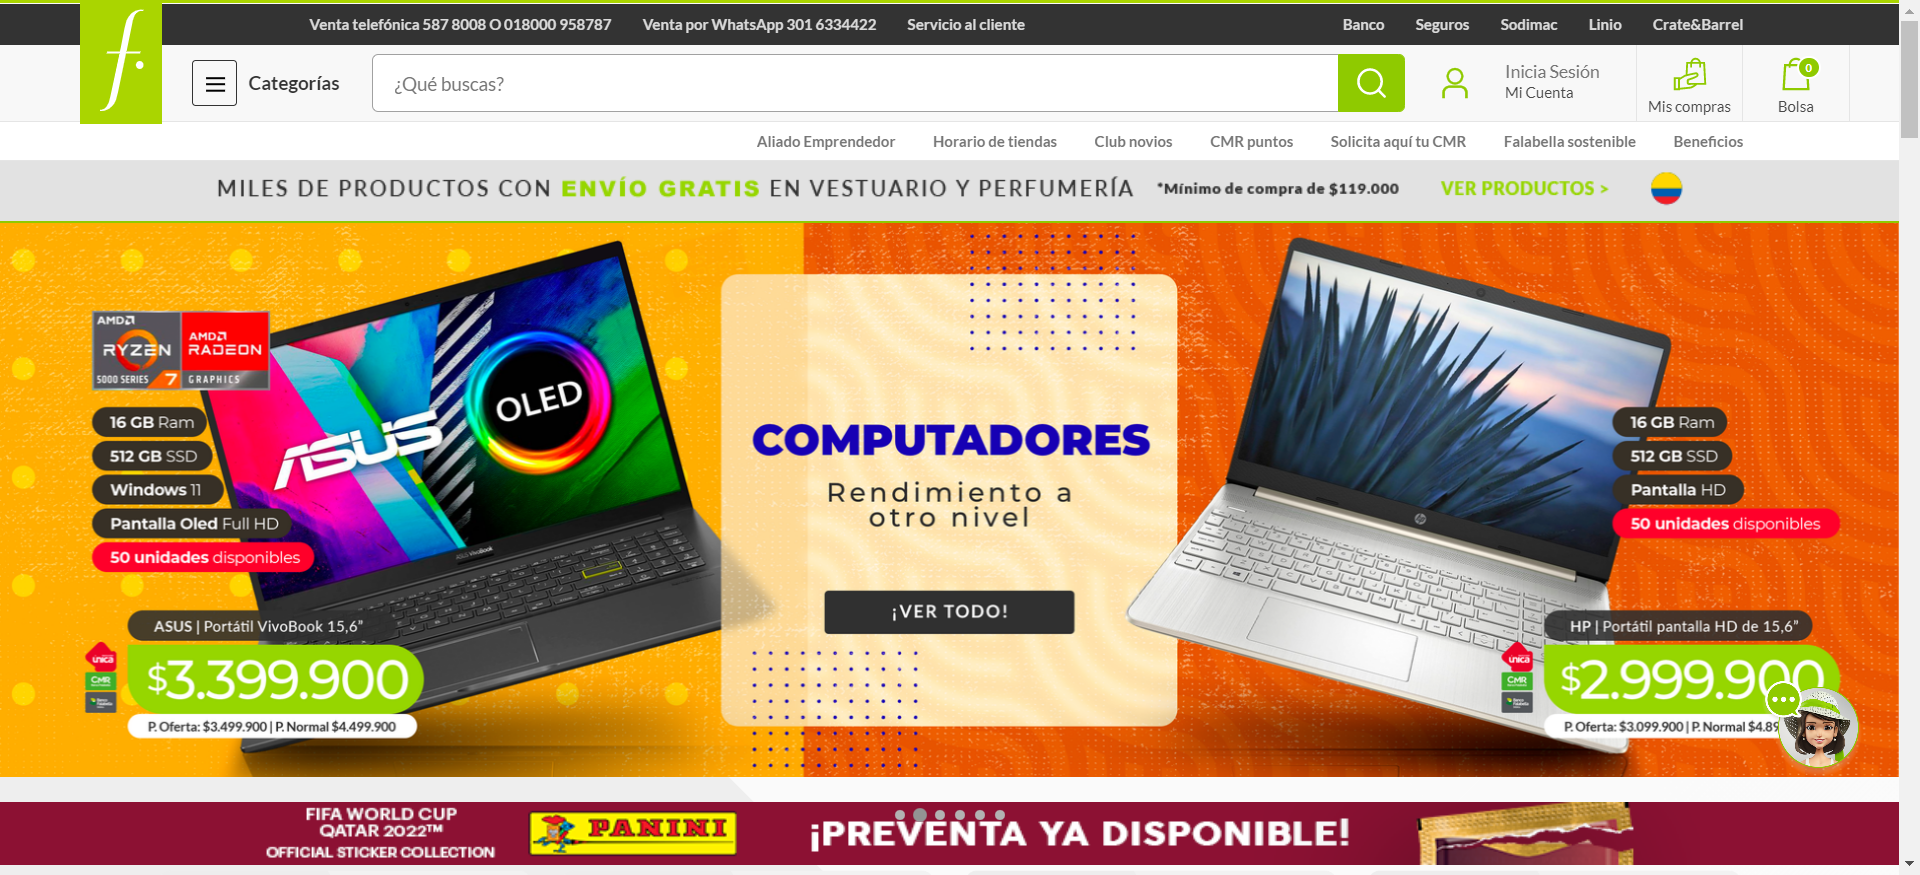 Venta telefónica 587 8008 O 018000 958787 Venta por WhatsApp 301 6334422 Servicio al cliente Banco Seguros Sodimac Linio Crate&Barrel
f.
Categorías ¿Qué buscas? Inicia Sesión
Mi Cuenta
Mis compras
0
Bolsa
Aliado Emprendedor Horario de tiendas Club novios CMR puntos Solicita aquí tu CMR Falabella sostenible Beneficios
MILES DE PRODUCTOS CON ENVÍO GRATIS EN VESTUARIO Y PERFUMERÍA *Mínimo de compra de $119.000 VER PRODUCTOS >
AMD
RYZEN
5000 SERIES 7
AMD
RADEON
GRAPHICS
16 GB Ram
512 GB SSD
Windows 11
Pantalla Oled Full HD
50 unidades disponibles
ASUS
OLED
ASUS VivoBook
ASUS | Portátil VivoBook 15,6”
única
CMR
$3.399.900
P. Oferta: $3.499.900 | P. Normal $4.499.900
COMPUTADORES
Rendimiento a
otro nivel
¡VER TODO!
hp
16 GB Ram
512 GB SSD
Pantalla HD
50 unidades disponibles
HP | Portátil pantalla HD de 15,6”
única
CMR
$2.999.900
P. Oferta: $3.099.900 | P. Normal $4.89
FIFA WORLD CUP
QATAR 2022™
OFFICIAL STICKER COLLECTION
PANINI
¡PREVENTA YA DISPONIBLE!